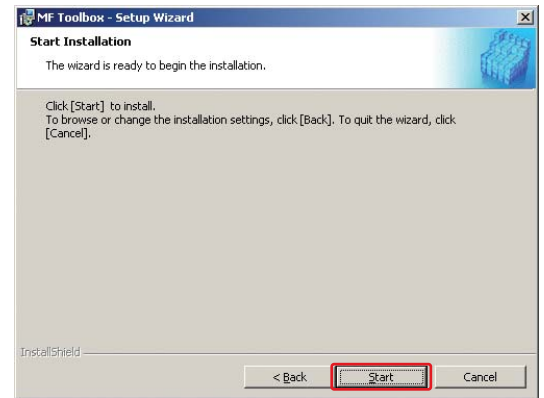 MF Toolbox - Setup Wizard
Start Installation
The wizard is ready to begin the installation.
Click [Start] to install.
To browse or change the installation settings, click [Back]. To quit the wizard, click
[Cancel].
InstallShield
< Back Start Cancel